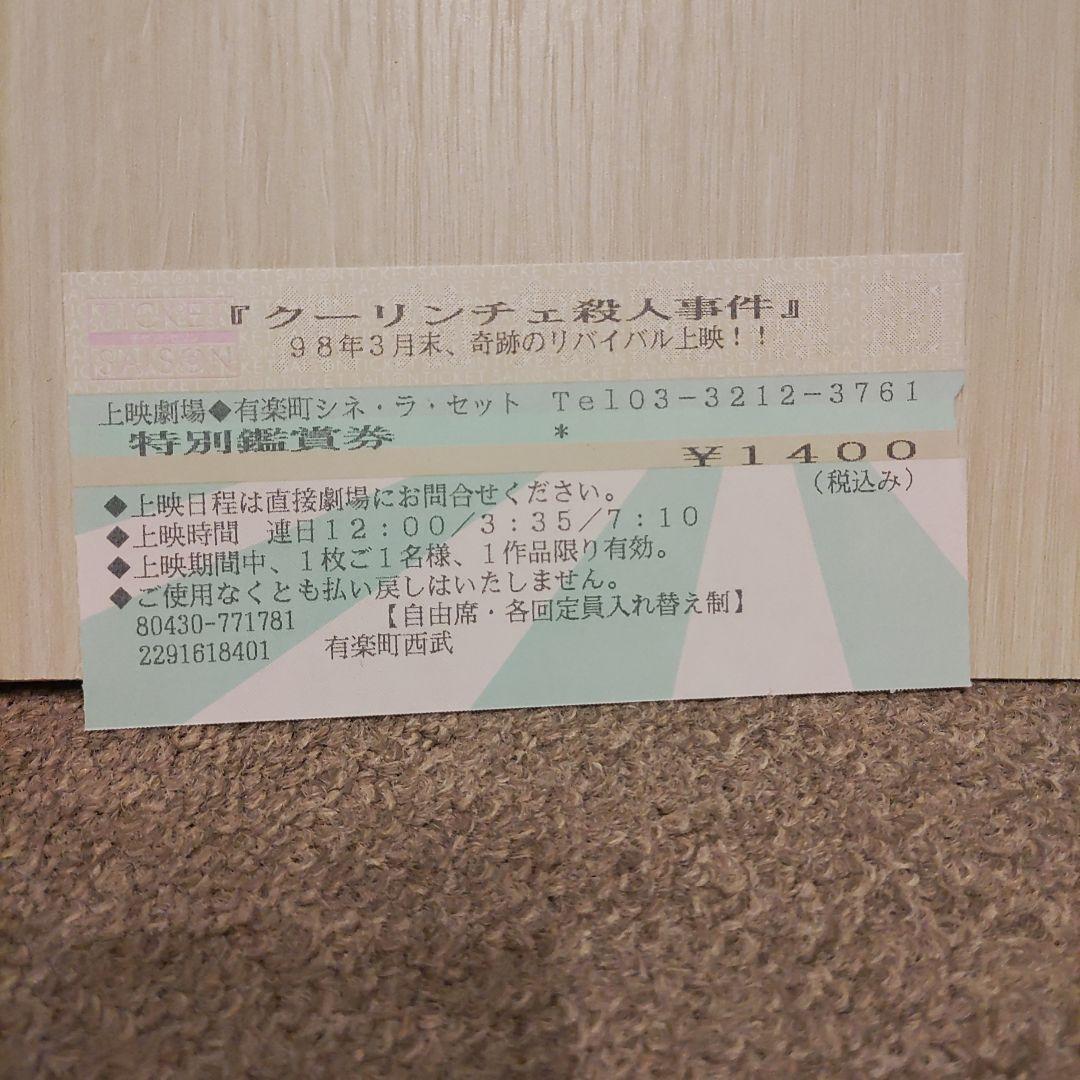 『クーリンチェ殺人事件』
98年3月末、奇跡のリバイバル上映！！
上映劇場◆有楽町シネ・ラ・セット Tel03-3212-3761
特別鑑賞券 *
¥1400
（税込み）
◆上映日程は直接劇場にお問合せください。
◆上映時間 連日12：00／3：35／7：10
◆上映期間中、1枚ご1名様、1作品限り有効。
◆ご使用なくとも払い戻しはいたしません。
80430-771781 【自由席・各回定員入れ替え制】
2291618401 有楽町西武
TICKET
SAISON